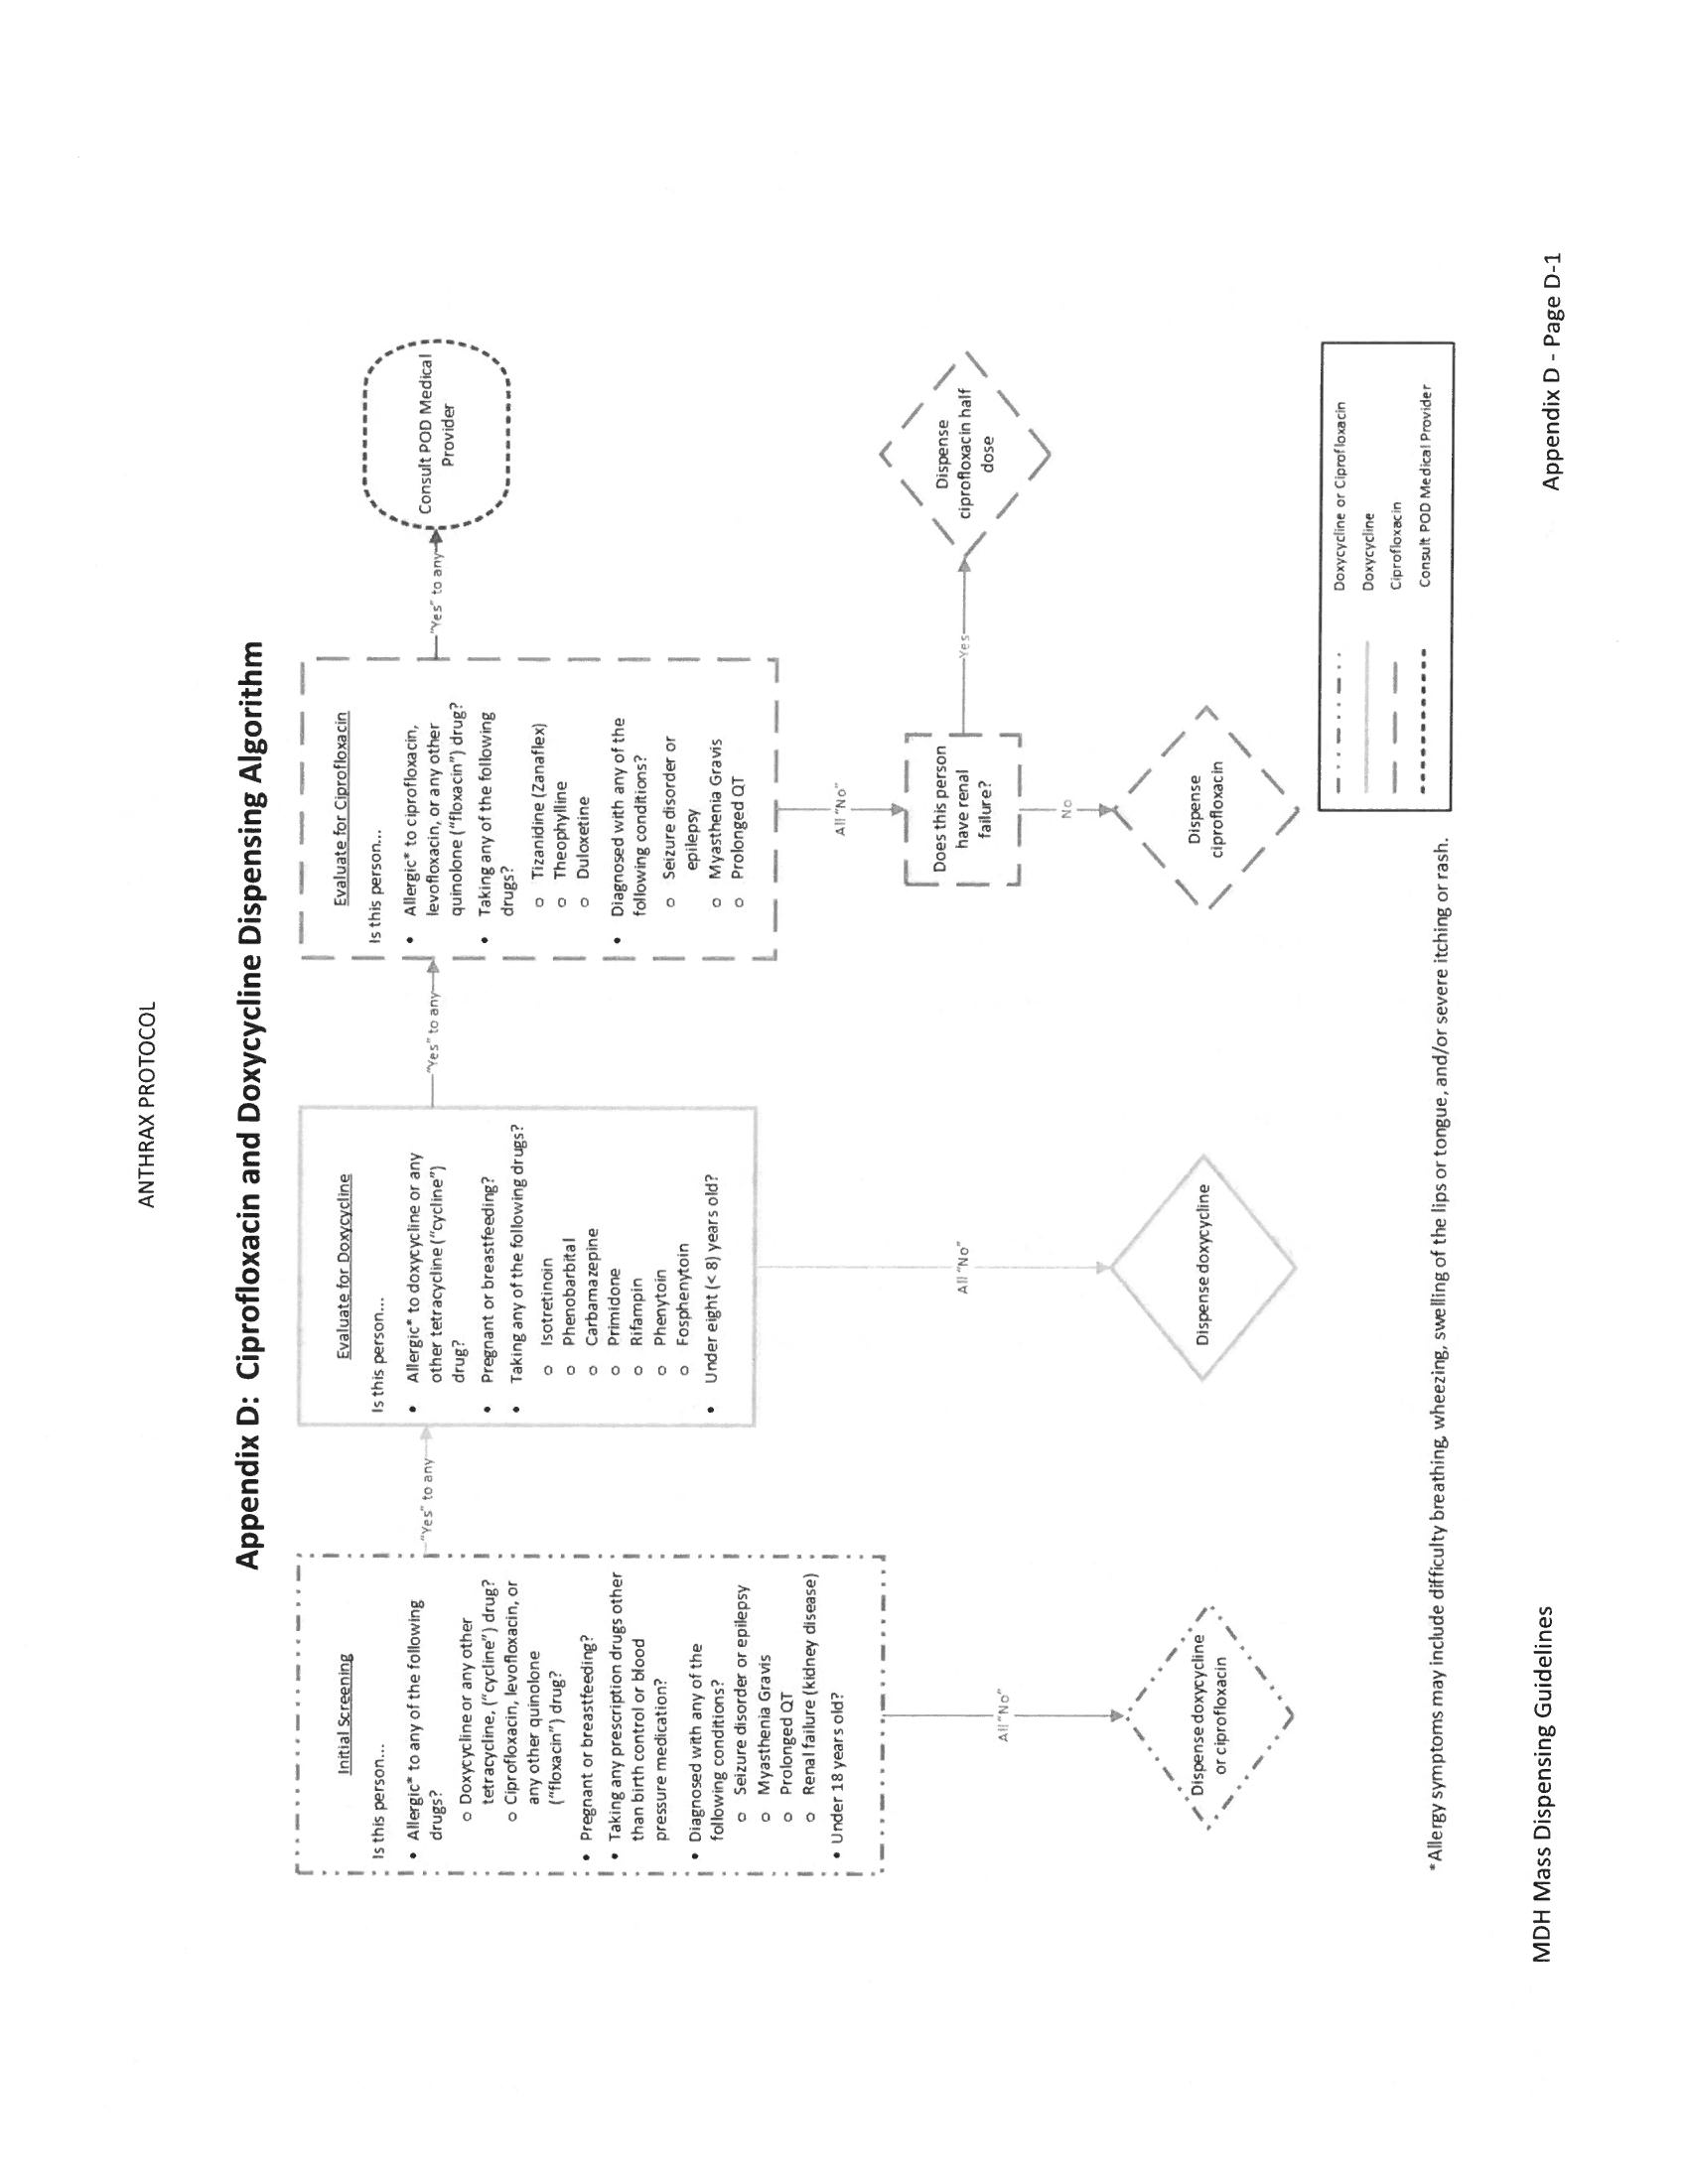 ANTHRAX PROTOCOL
Appendix D: Ciprofloxacin and Doxycycline Dispensing Algorithm
Initial Screening
Is this person...
• Allergic* to any of the following
drugs?
o Doxycycline or any other
tetracycline, ("cycline") drug?
o Ciprofloxacin, levofloxacin, or
any other quinolone
("floxacin") drug?
• Pregnant or breastfeeding?
• Taking any prescription drugs other
than birth control or blood
pressure medication?
• Diagnosed with any of the
following conditions?
o Seizure disorder or epilepsy
o Myasthenia Gravis
o Prolonged QT
o Renal failure (kidney disease)
• Under 18 years old?
"Yes" to any
All "No"
Dispense doxycycline
or ciprofloxacin
Evaluate for Doxycycline
Is this person...
• Allergic* to doxycycline or any
other tetracycline ("cycline")
drug?
• Pregnant or breastfeeding?
• Taking any of the following drugs?
o Isotretinoin
o Phenobarbital
o Carbamazepine
o Primidone
o Rifampin
o Phenytoin
o Fosphenytoin
• Under eight (< 8) years old?
"Yes" to any
All "No"
Dispense doxycycline
Evaluate for Ciprofloxacin
Is this person...
• Allergic* to ciprofloxacin,
levofloxacin, or any other
quinolone ("floxacin") drug?
• Taking any of the following
drugs?
o Tizanidine (Zanaflex)
o Theophylline
o Duloxetine
• Diagnosed with any of the
following conditions?
o Seizure disorder or
epilepsy
o Myasthenia Gravis
o Prolonged QT
"Yes" to any
Consult POD Medical
Provider
All "No"
Does this person
have renal
failure?
Yes
Dispense
ciprofloxacin half
dose
No
Dispense
ciprofloxacin
Doxycycline or Ciprofloxacin
Doxycycline
Ciprofloxacin
Consult POD Medical Provider
*Allergy symptoms may include difficulty breathing, wheezing, swelling of the lips or tongue, and/or severe itching or rash.
MDH Mass Dispensing Guidelines
Appendix D - Page D-1